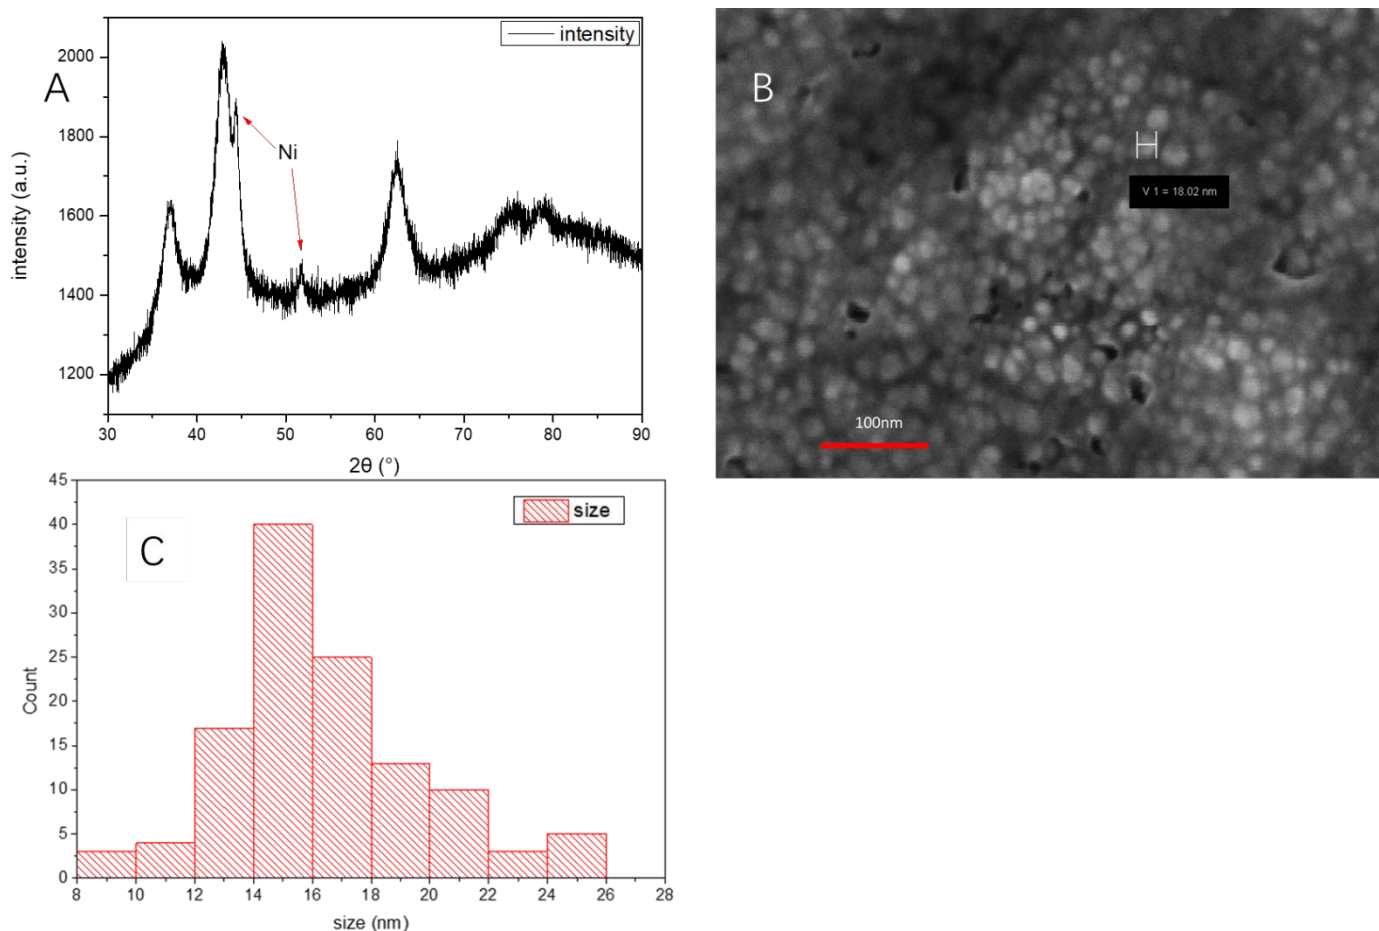 A
intensity
2000
1800
1600
1400
1200
intensity (a.u.)
Ni
30 40 50 60 70 80 90
2θ (°)
B
V 1 = 18.02 nm
100nm
C
size
45
40
35
30
25
20
15
10
5
0
Count
8 10 12 14 16 18 20 22 24 26 28
size (nm)